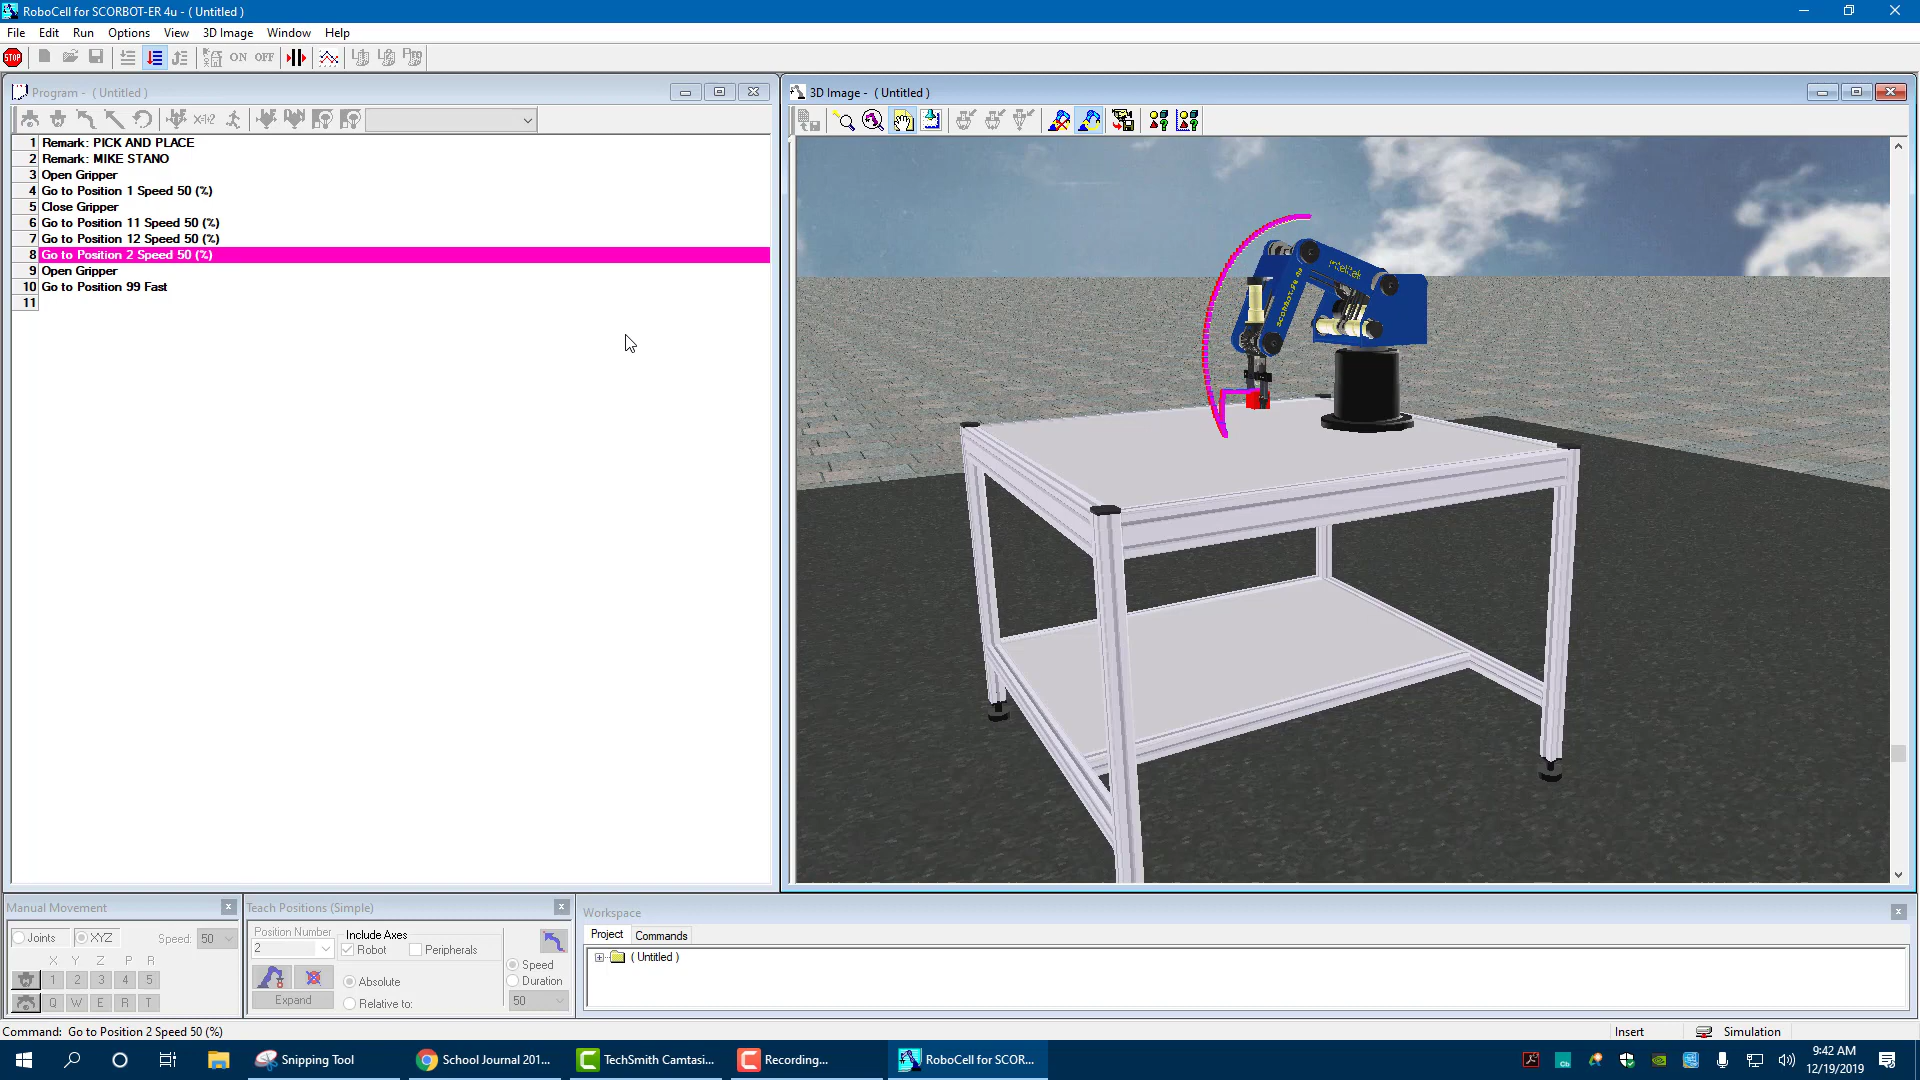 RoboCell for SCORBOT-ER 4u - ( Untitled )
File Edit Run Options View 3D Image Window Help
STOP ON OFF
Program - ( Untitled )
3D Image - ( Untitled )
1 Remark: PICK AND PLACE
2 Remark: MIKE STANO
3 Open Gripper
4 Go to Position 1 Speed 50 (%)
5 Close Gripper
6 Go to Position 11 Speed 50 (%)
7 Go to Position 12 Speed 50 (%)
8 Go to Position 2 Speed 50 (%)
9 Open Gripper
10 Go to Position 99 Fast
11
intelitek
Manual Movement
Joints XYZ Speed: 50
X Y Z P R
1 2 3 4 5
Q W E R T
Teach Positions (Simple)
Position Number
2
Include Axes
Robot Peripherals
Absolute
Relative to:
Expand
Speed
Duration
50
Workspace
Project Commands
( Untitled )
Command: Go to Position 2 Speed 50 (%)
Insert Simulation
Snipping Tool
School Journal 201...
TechSmith Camtasi...
Recording...
RoboCell for SCOR...
9:42 AM
12/19/2019